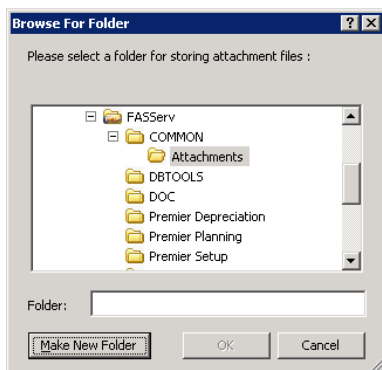 Browse For Folder
Please select a folder for storing attachment files :
FASServ
COMMON
Attachments
DBTOOLS
DOC
Premier Depreciation
Premier Planning
Premier Setup
Folder:
Make New Folder OK Cancel